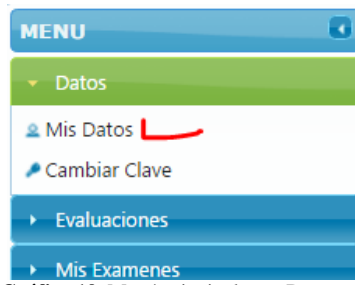 MENU
Datos
Mis Datos
Cambiar Clave
Evaluaciones
Mis Examenes